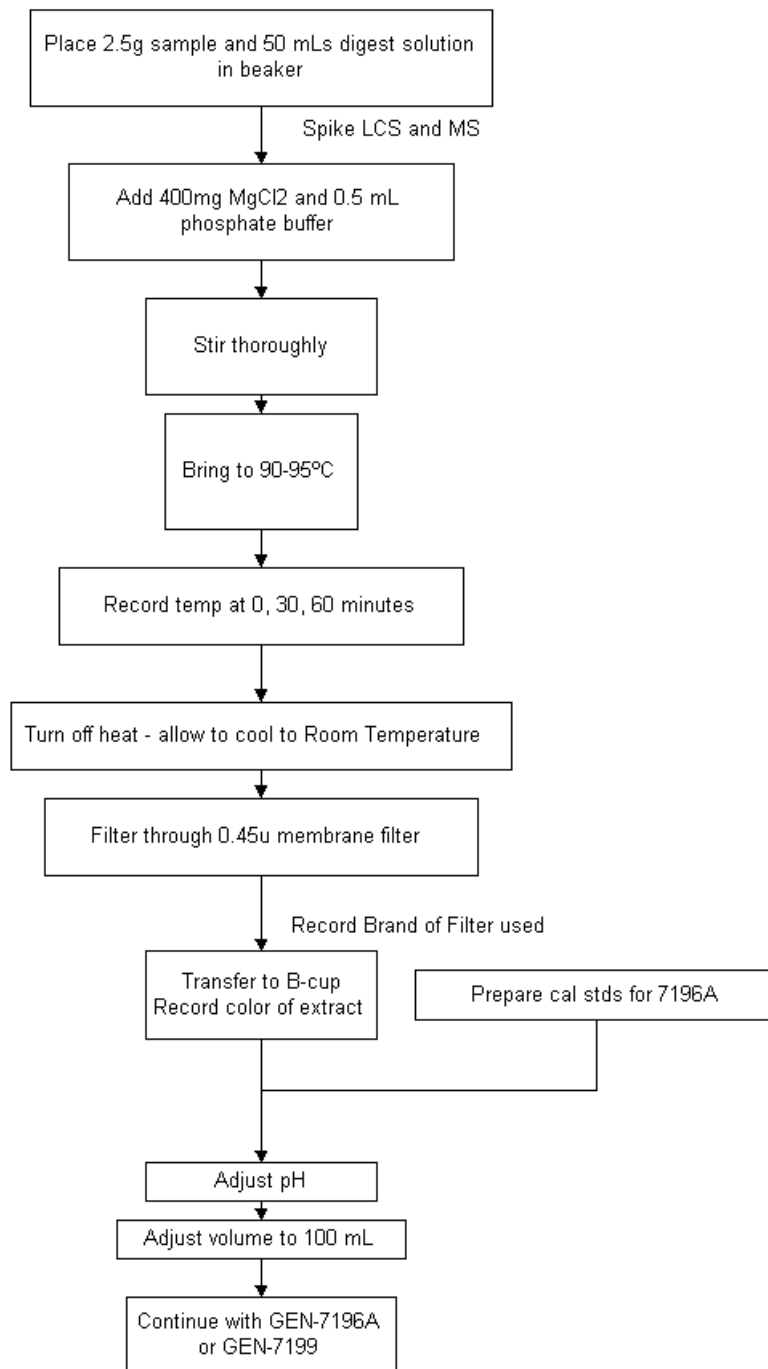 Place 2.5g sample and 50 mLs digest solution
in beaker
Spike LCS and MS
Add 400mg MgCl2 and 0.5 mL
phosphate buffer
Stir thoroughly
Bring to 90-95ºC
Record temp at 0, 30, 60 minutes
Turn off heat - allow to cool to Room Temperature
Filter through 0.45u membrane filter
Record Brand of Filter used
Transfer to B-cup
Record color of extract
Prepare cal stds for 7196A
Adjust pH
Adjust volume to 100 mL
Continue with GEN-7196A
or GEN-7199